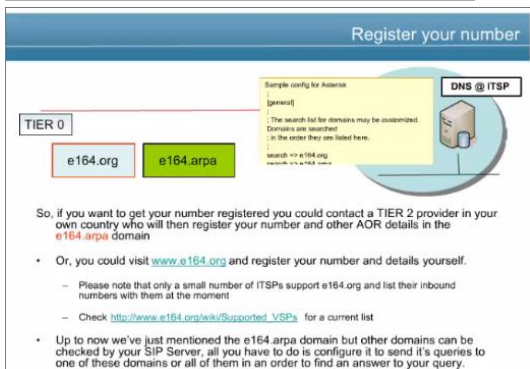 Register your number
Sample config for Asterisk
;
[general]
;
; The search list for domains may be customized.
Domains are searched
; in the order they are listed here.
;
search => e164.org
search => e164.arpa
DNS @ ITSP
TIER 0
e164.org
e164.arpa
So, if you want to get your number registered you could contact a TIER 2 provider in your
own country who will then register your number and other AOR details in the
e164.arpa domain
• Or, you could visit www.e164.org and register your number and details yourself.
– Please note that only a small number of ITSPs support e164.org and list their inbound
numbers with them at the moment
– Check http://www.e164.org/wiki/Supported_VSPs for a current list
• Up to now we've just mentioned the e164.arpa domain but other domains can be
checked by your SIP Server, all you have to do is configure it to send it's queries to
one of these domains or all of them in an order to find an answer to your query.